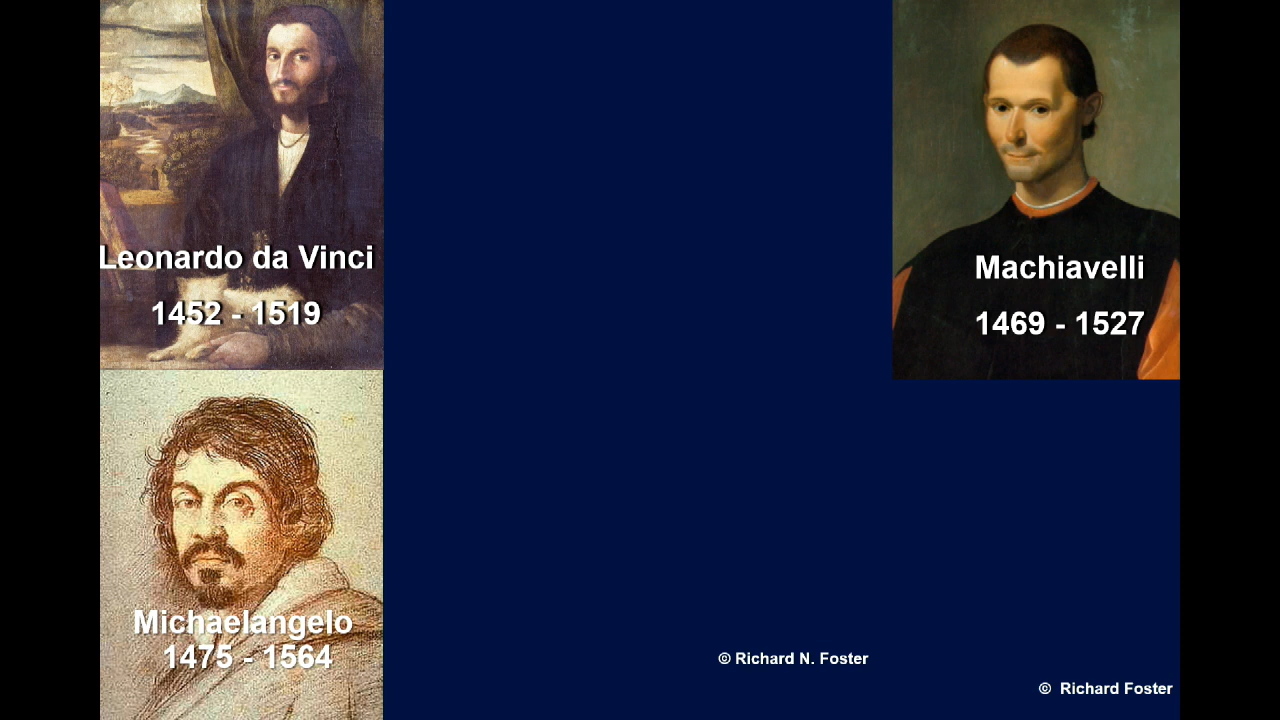 Leonardo da Vinci
1452 - 1519
Machiavelli
1469 - 1527
Michaelangelo
1475 - 1564
© Richard N. Foster
© Richard Foster